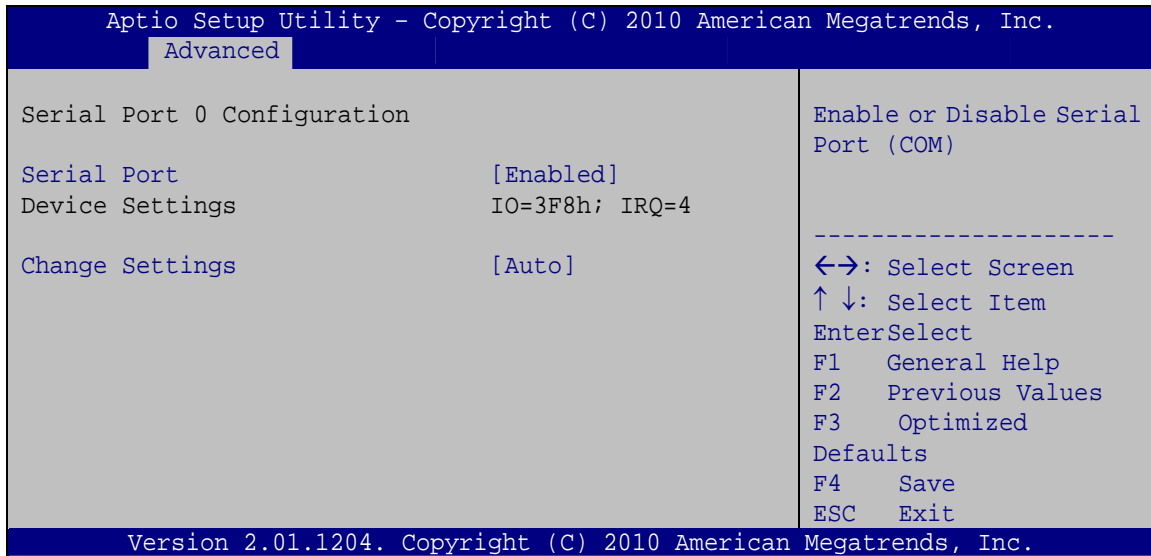 Aptio Setup Utility – Copyright (C) 2010 American Megatrends, Inc.
Advanced
Serial Port 0 Configuration
Serial Port [Enabled]
Device Settings IO=3F8h; IRQ=4
Change Settings [Auto]
Enable or Disable Serial
Port (COM)
---------------------
←→: Select Screen
↑ ↓: Select Item
EnterSelect
F1 General Help
F2 Previous Values
F3 Optimized
Defaults
F4 Save
ESC Exit
Version 2.01.1204. Copyright (C) 2010 American Megatrends, Inc.